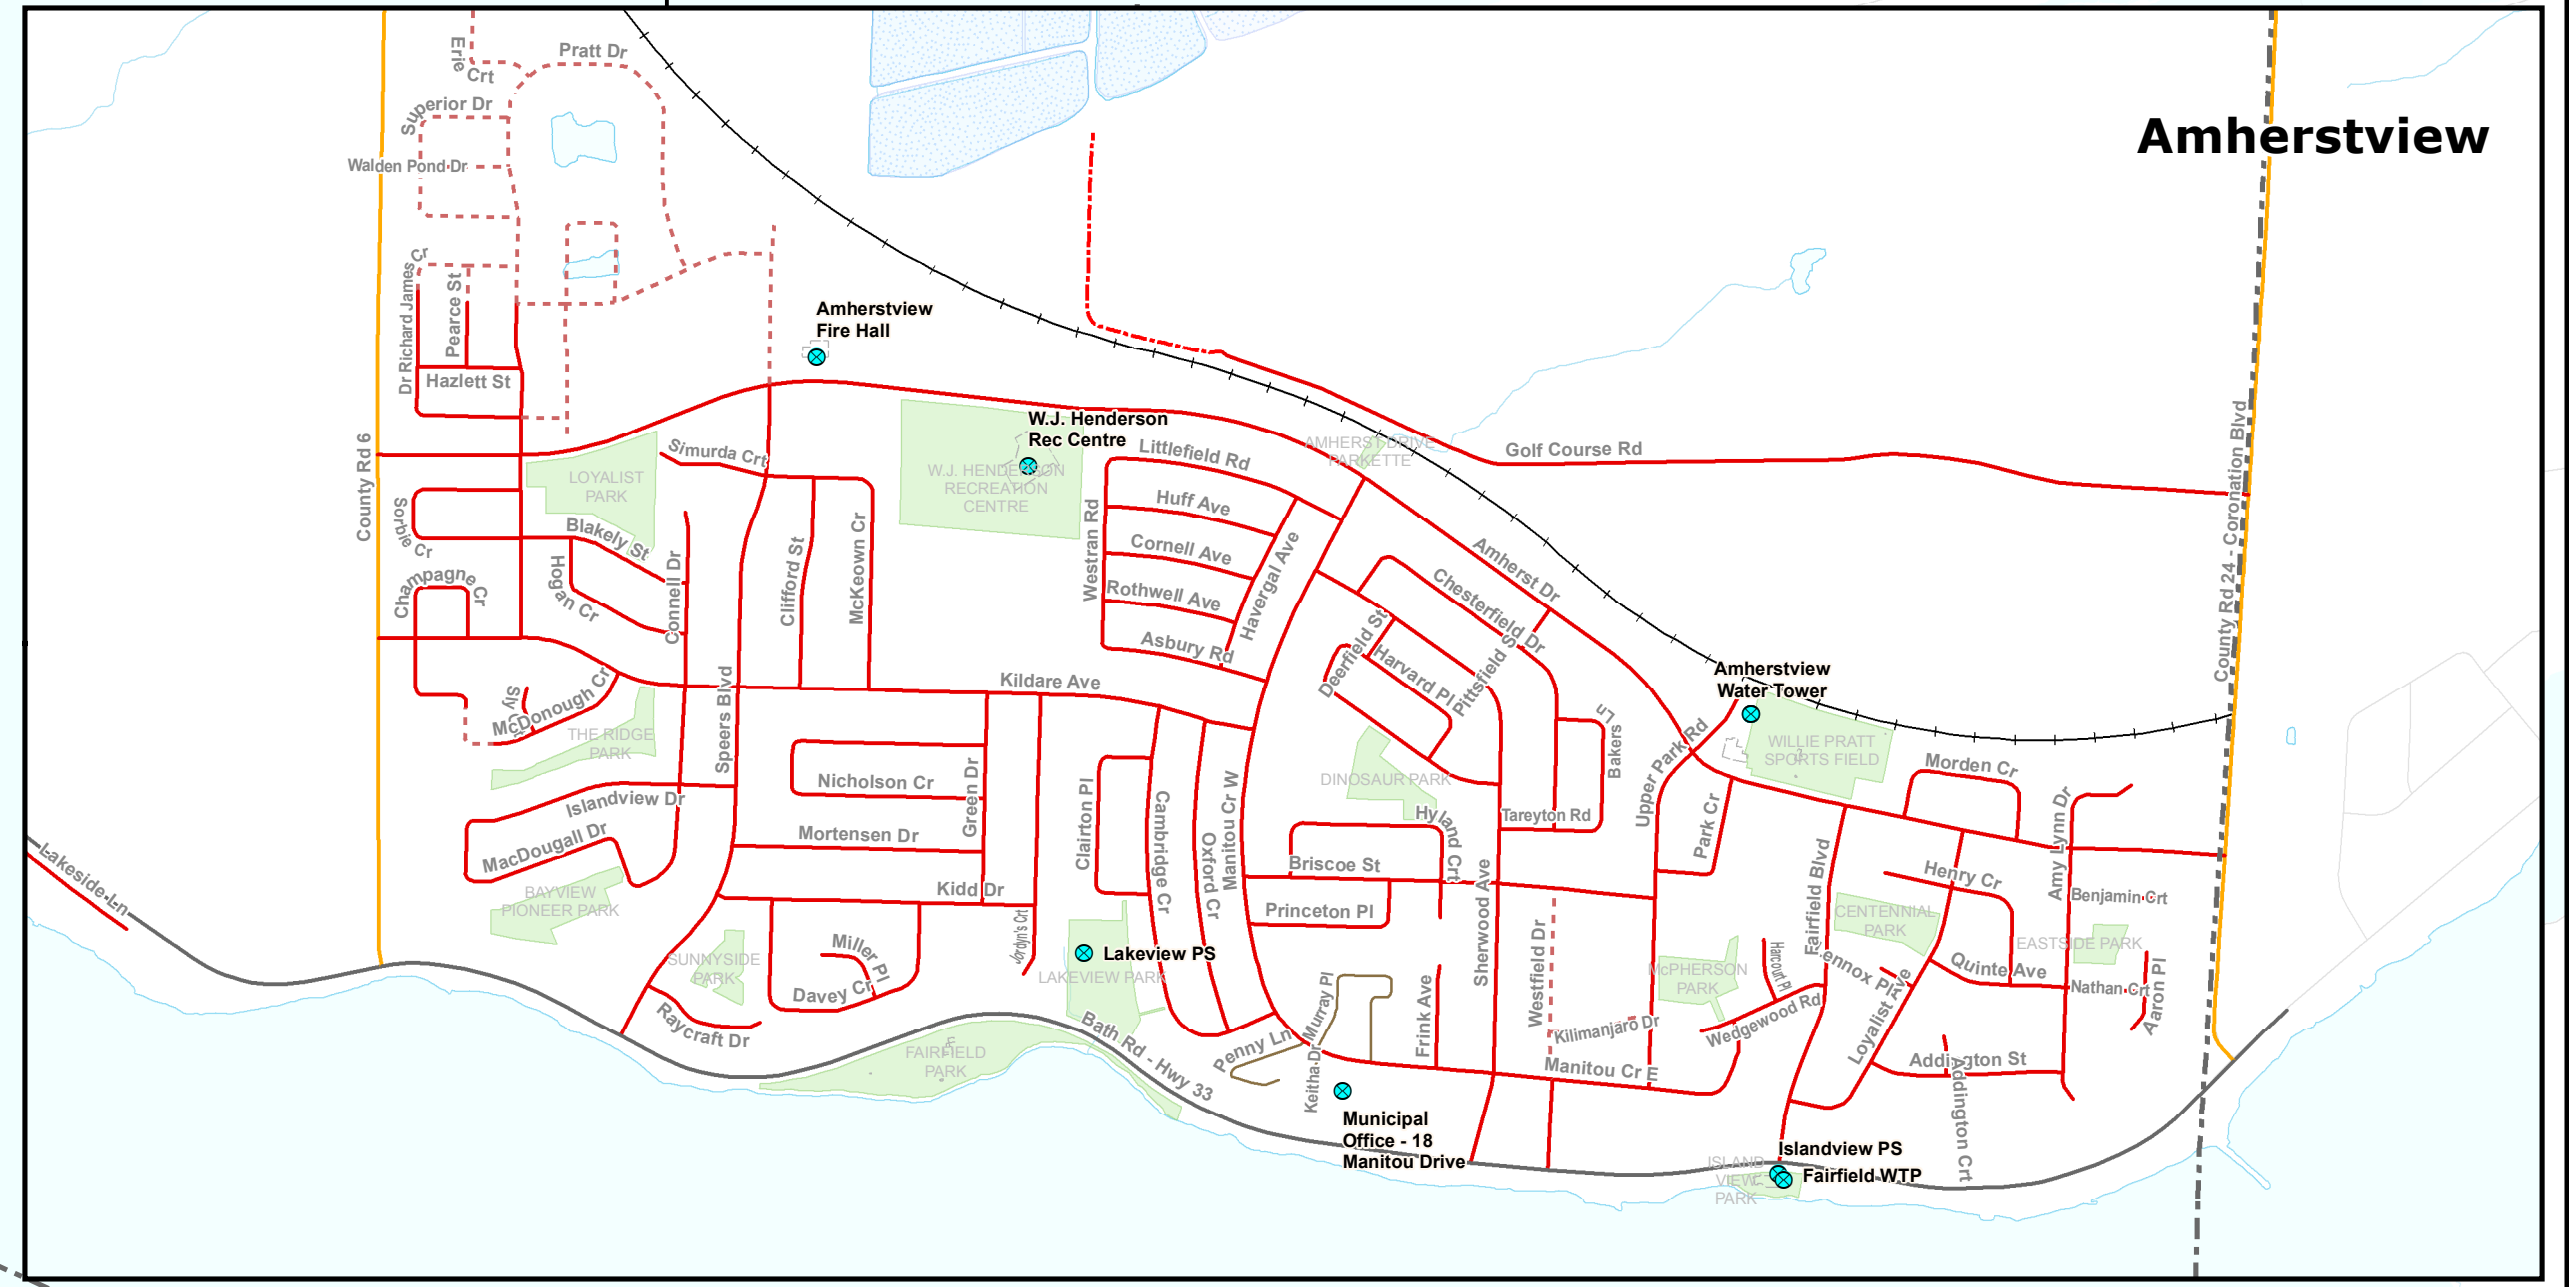 Amherstview
Erie
Crt
Pratt Dr
Superior Dr
Walden Pond Dr
Dr Richard James Cr
Pearce St
Hazlett St
Amherstview
Fire Hall
W.J. Henderson
Rec Centre
W.J. HENDERSON
RECREATION
CENTRE
County Rd 6
Simurda Crt
LOYALIST
PARK
Sorbie Cr
Blakely St
Hogan Cr
Champagne Cr
Connell Dr
Clifford St
McKeown Cr
Westran Rd
Littlefield Rd
Huff Ave
Cornell Ave
Rothwell Ave
Asbury Rd
Havergal Ave
AMHERST DRIVE
PARKETTE
Golf Course Rd
County Rd 24 - Coronation Blvd
Amherst Dr
Chesterfield Dr
Deerfield St
Harvard Pl
Pittsfield S
Amherstview
Water Tower
WILLIE PRATT
SPORTS FIELD
Kildare Ave
Speers Blvd
Sly Crt
McDonough Cr
THE RIDGE
PARK
Islandview Dr
MacDougall Dr
BAYVIEW
PIONEER PARK
Nicholson Cr
Mortensen Dr
Green Dr
Kidd Dr
Clairton Pl
Cambridge Cr
Oxford Cr
Manitou Cr W
DINOSAUR PARK
Hyland Crt
Briscoe St
Princeton Pl
Bakers
Ln
Tareyton Rd
Upper Park Rd
Park Cr
Morden Cr
Amy Lynn Dr
Henry Cr
Benjamin Crt
Fairfield Blvd
CENTENNIAL
PARK
EASTSIDE PARK
Quinte Ave
Nathan Crt
Aaron Pl
Lennox Pl
Loyalist Ave
Harcourt Pl
Wedgewood Rd
McPHERSON
PARK
Sherwood Ave
Westfield Dr
Kilimanjaro Dr
Manitou Cr E
Frink Ave
Murray Pl
Keitha Dr
Penny Ln
Lakeside Ln
SUNNYSIDE
PARK
Miller Pl
Davey Cr
Raycraft Dr
Jordyn's Crt
Lakeview PS
LAKEVIEW PARK
Bath Rd - Hwy 33
FAIRFIELD
PARK
Municipal
Office - 18
Manitou Drive
Addington St
Addington Crt
Islandview PS
Fairfield WTP
ISLAND
VIEW
PARK